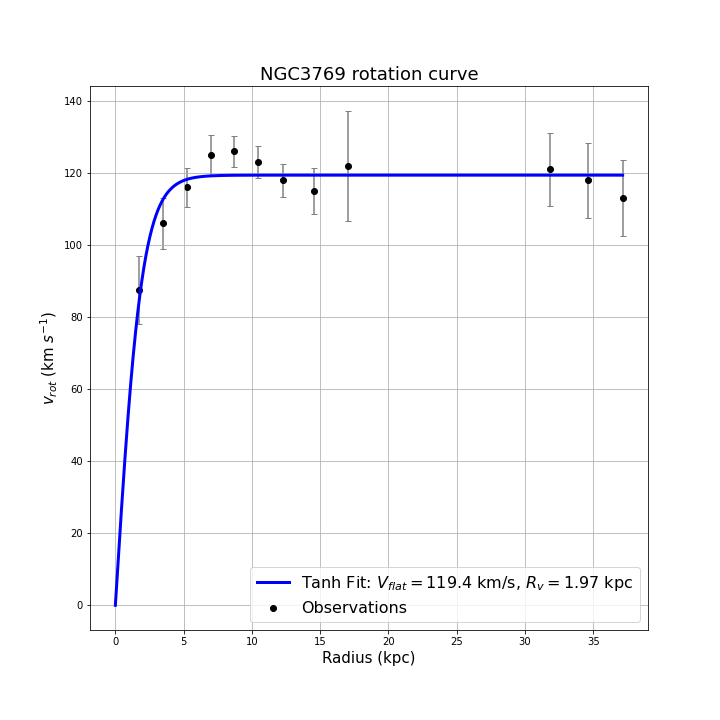 NGC3769 rotation curve
140
120
100
80
60
40
20
0
v_rot (km s⁻¹)
0 5 10 15 20 25 30 35
Radius (kpc)
Tanh Fit: V_flat = 119.4 km/s, R_v = 1.97 kpc
Observations